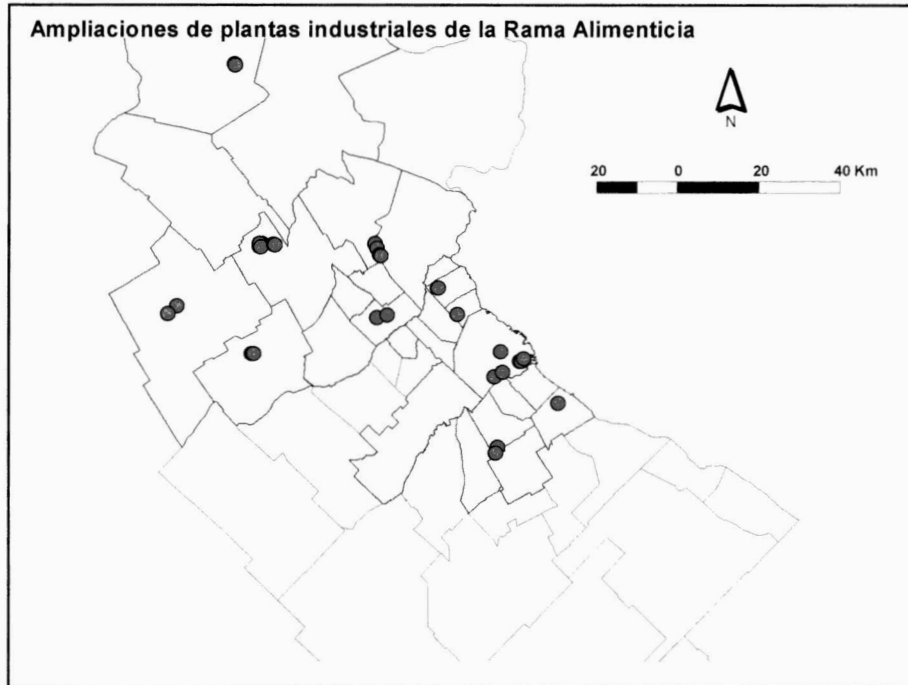 Ampliaciones de plantas industriales de la Rama Alimenticia
N
20 0 20 40 Km